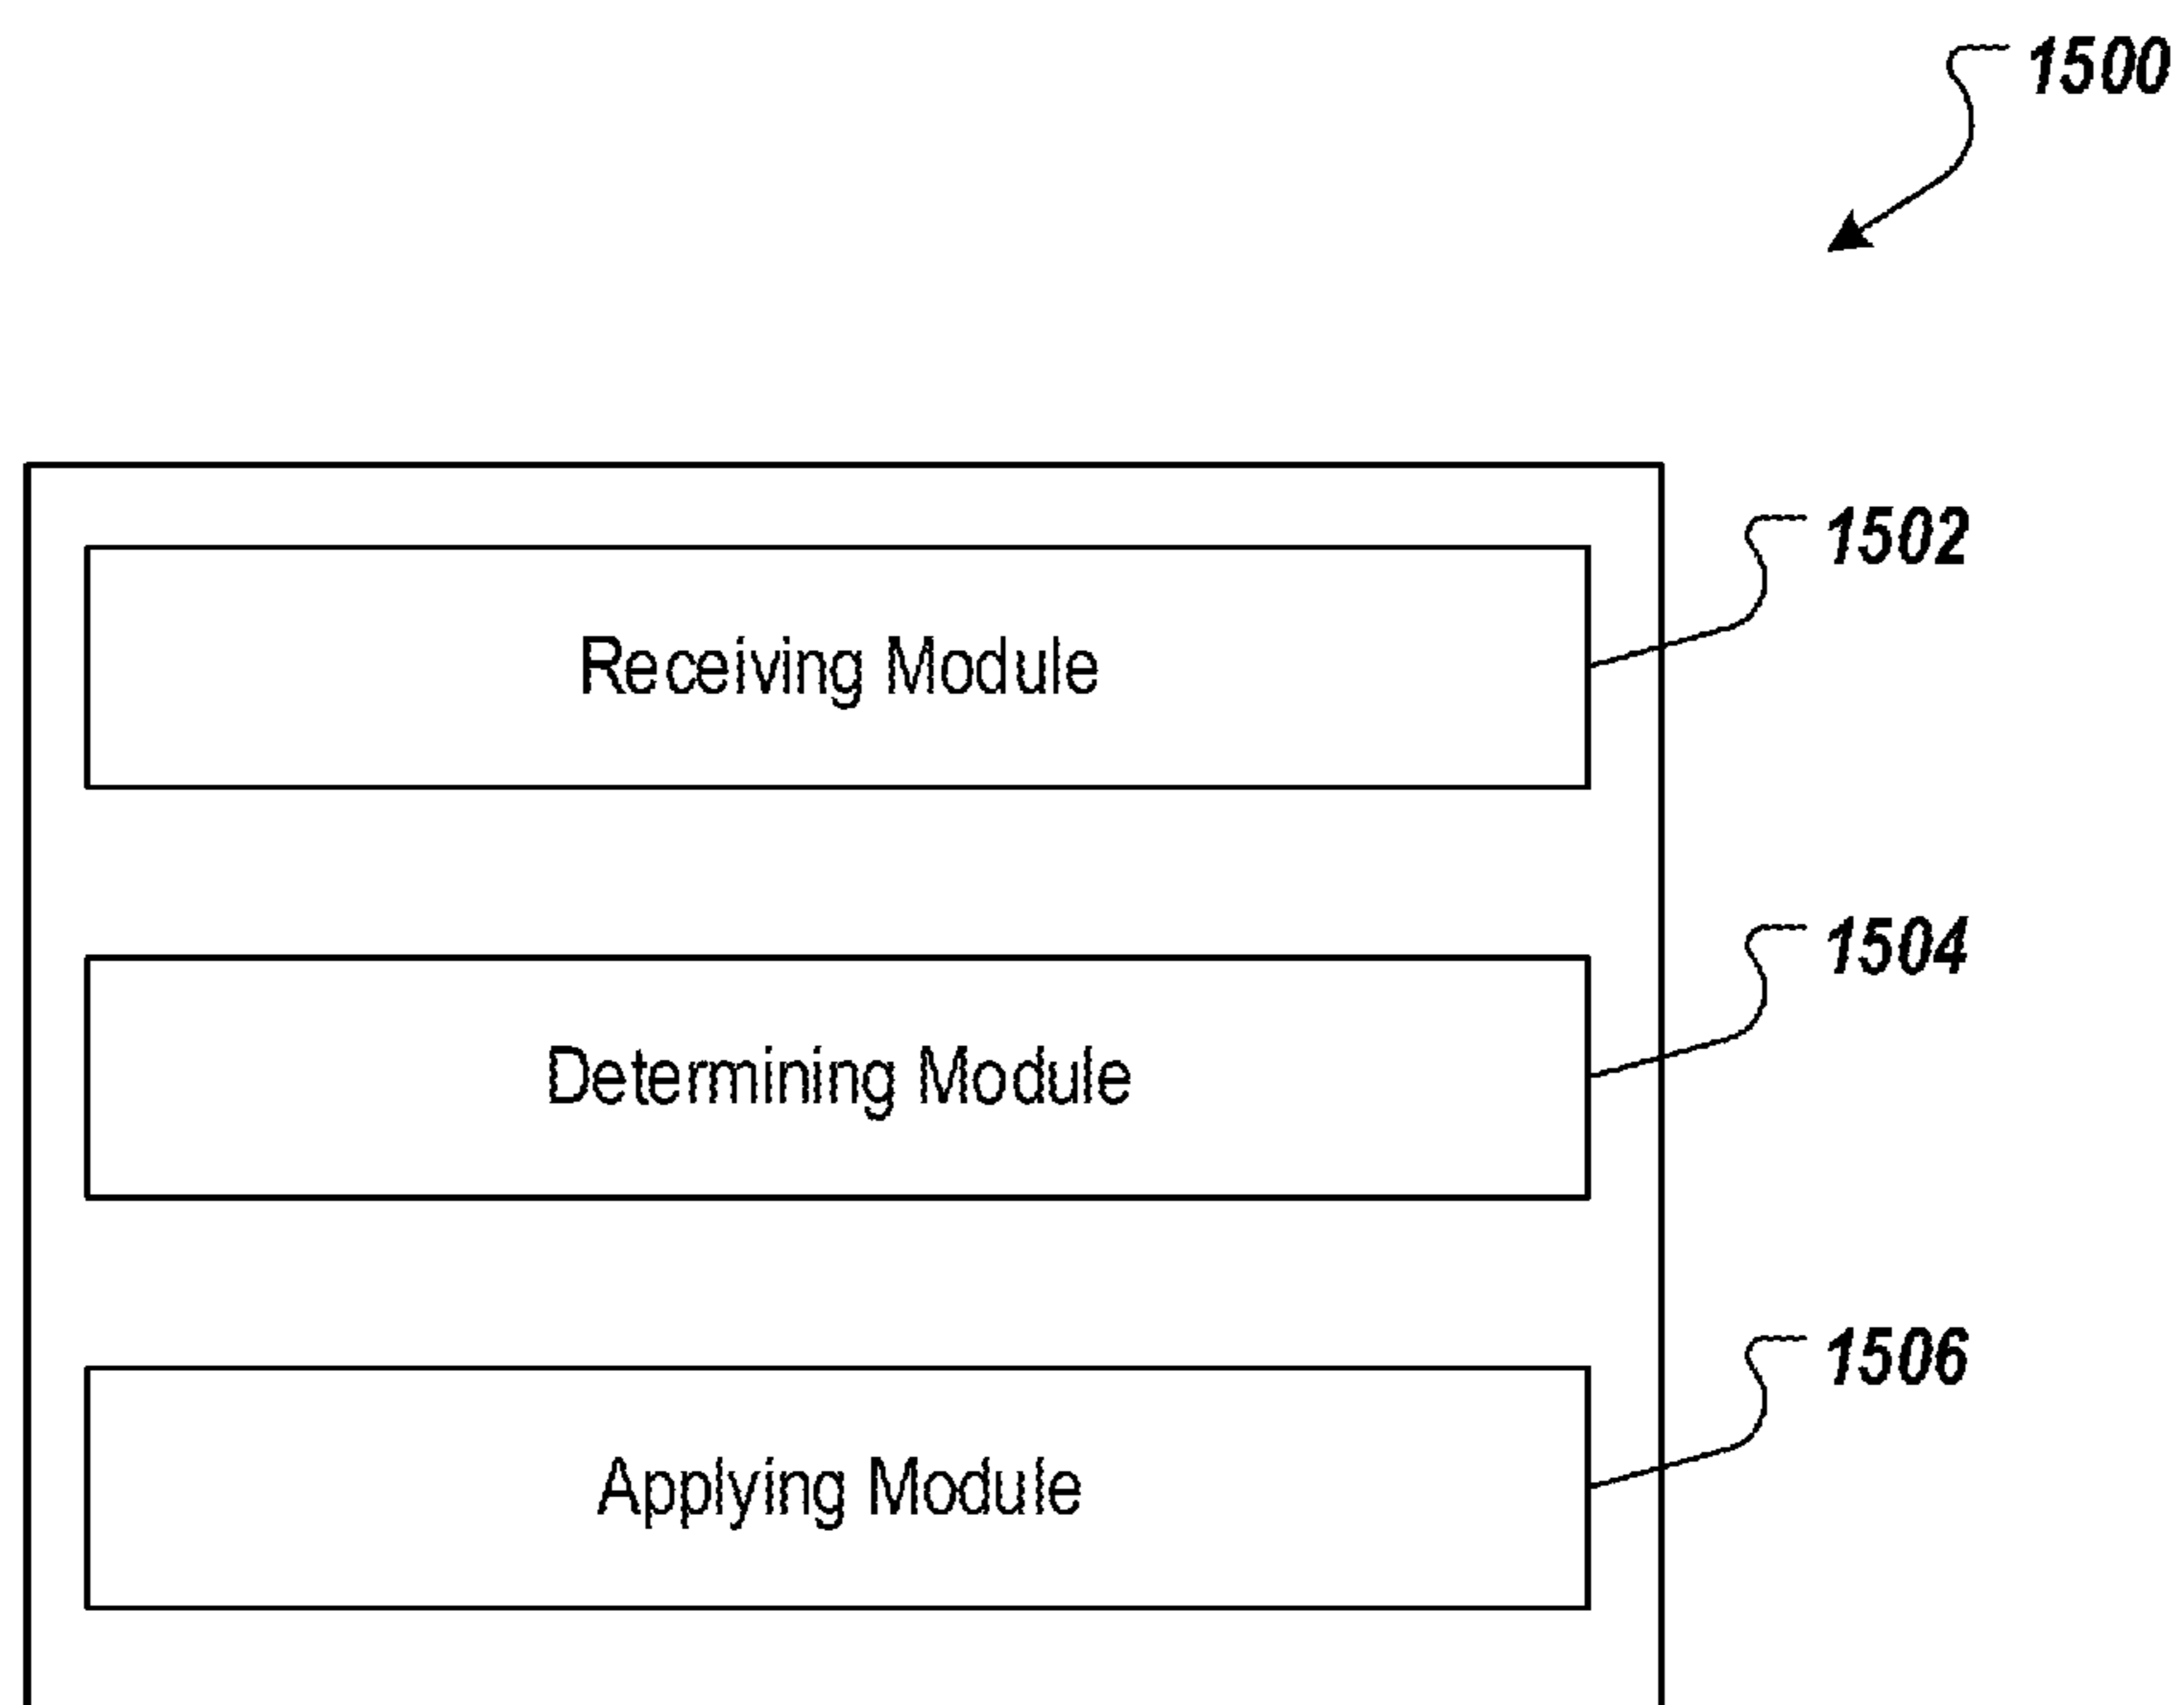 1500
1502
Receiving Module
1504
Determining Module
1506
Applying Module